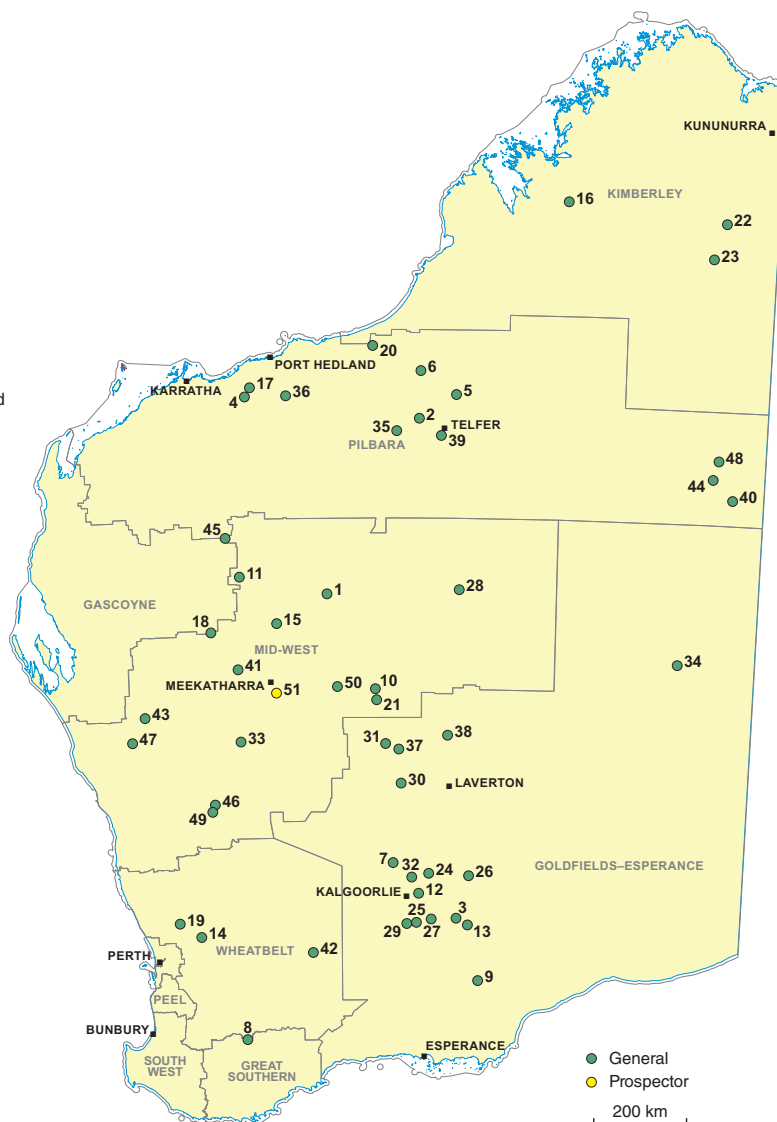 KUNUNURRA
16
KIMBERLEY
22
23
20
PORT HEDLAND
6
KARRATHA
17
4
36
5
d
2
TELFER
35
39
PILBARA
48
44
40
45
11
1
28
GASCOYNE
15
18
MID-WEST
41
34
MEEKATHARRA
51
50
10
21
43
47
33
31
37
38
30
LAVERTON
46
49
7
32
24
26
GOLDFIELDS–ESPERANCE
KALGOORLIE
12
19
14
25
3
29
27
13
WHEATBELT
42
PERTH
9
PEEL
BUNBURY
8
ESPERANCE
SOUTH
WEST
GREAT
SOUTHERN
General
Prospector
200 km